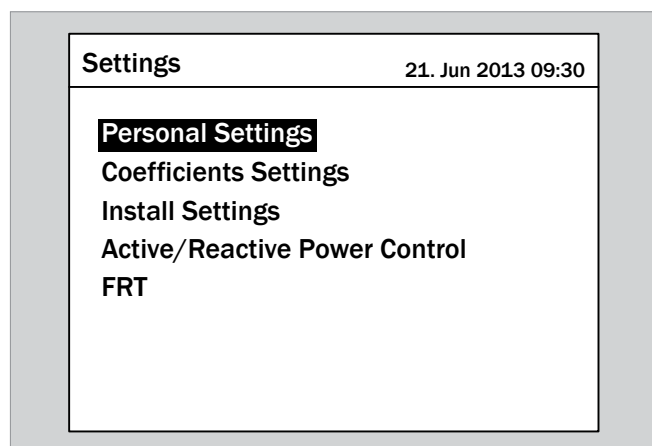 Settings
21. Jun 2013 09:30
Personal Settings
Coefficients Settings
Install Settings
Active/Reactive Power Control
FRT